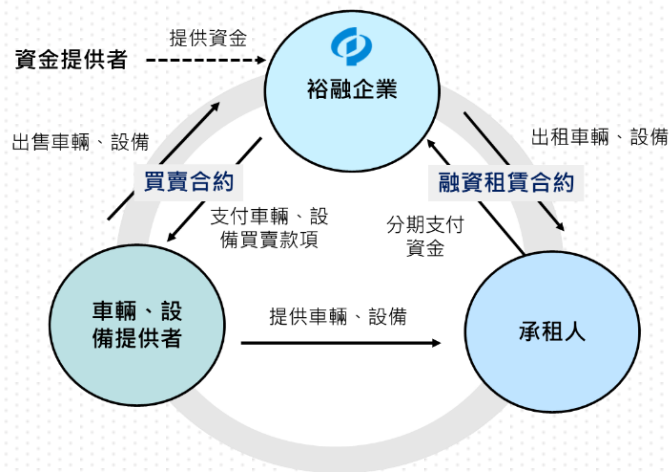 提供資金
資金提供者
裕融企業
出售車輛、設備
出租車輛、設備
買賣合約
融資租賃合約
支付車輛、設
備買賣款項
分期支付
資金
車輛、設
備提供者
提供車輛、設備
承租人